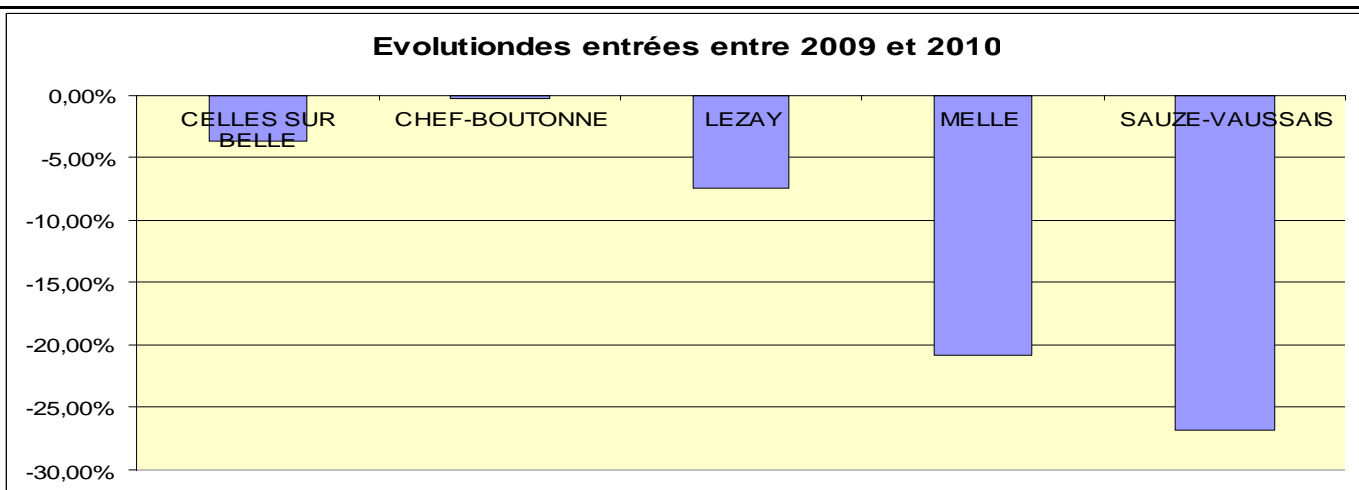 Evolutiondes entrées entre 2009 et 2010
0,00%
CELLES SUR
BELLE
CHEF-BOUTONNE
LEZAY
MELLE
SAUZE-VAUSSAIS
-5,00%
-10,00%
-15,00%
-20,00%
-25,00%
-30,00%